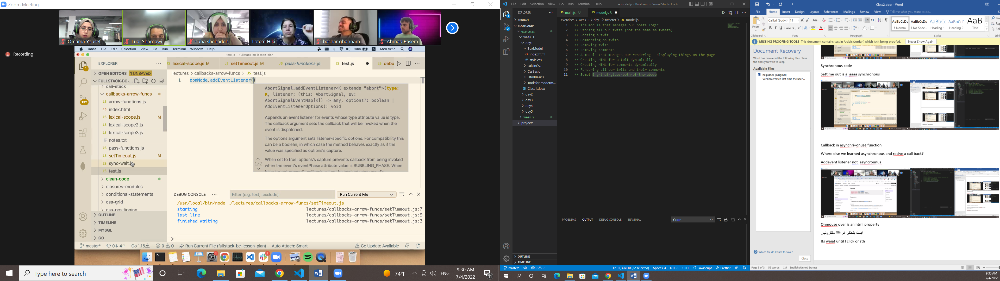 Zoom Meeting
Omama Yousef
Luai Sharqawi
suha shehadeh
Lotem Hiki
bashar ghannam
Ahmad Basem
Recording
Code File Edit Selection View Go Run Terminal Window Help
100%
Mon 9:27
test.js — fullstack-bc-lesson-plan
EXPLORER
JS lexical-scope.js M
JS setTimeout.js M
JS pass-functions.js
JS test.js
JS debu
OPEN EDITORS 1 UNSAVED
FULLSTACK-BC-...
lectures > callbacks-arrow-funcs > JS test.js
1 domNode.addEventListener()
call-stack
callbacks-arrow-funcs
JS arrow-functions.js
<> index.html
JS lexical-scope.js M
JS lexical-scope2.js
JS lexical-scope3.js
notes.txt
JS pass-functions.js
JS setTimeout.js M
JS sync-wait.js
JS test.js
clean-code
closures-modules
conditional-statements
css-grid
css-positioning
OUTLINE
TIMELINE
MYSQL
GO
1
132
AbortSignal.addEventListener<K extends "abort">(type:
K, listener: (this: AbortSignal, ev:
AbortSignalEventMap[K]) => any, options?: boolean |
AddEventListenerOptions): void
Appends an event listener for events whose type attribute value is type.
The callback argument sets the callback that will be invoked when the
event is dispatched.
The options argument sets listener-specific options. For compatibility this
can be a boolean, in which case the method behaves exactly as if the
value was specified as options's capture.
1/2
When set to true, options's capture prevents callback from being invoked
when the event's eventPhase attribute value is BUBBLING_PHASE. When
DEBUG CONSOLE
Filter (e.g. text, !exclude)
Run Current File
/usr/local/bin/node ./lectures/callbacks-arrow-funcs/setTimeout.js
starting lectures/callbacks-arrow-funcs/setTimeout.js:7
last line lectures/callbacks-arrow-funcs/setTimeout.js:9
finished waiting lectures/callbacks-arrow-funcs/setTimeout.js:3
master* 0↓ 4↑ Go 1.16 0 0 Run Current File (fullstack-bc-lesson-plan) Auto Attach: Smart Go Update Available
Type here to search
74°F
ENG
9:30 AM
7/4/2022
11
File Edit Selection View Go Run Terminal Help
● model.js - Bootcamp - Visual Studio Code
EXPLORER
SEARCH
BOOTCAMP
exercices
week-1
day1
BoxModel
<> index.html
# style.css
calcInCss
CssBasic
HtmlBasics
Toolsfor moderm...
Class1.docx
day2
day3
day4
day5
week-2
projects
OUTLINE
TIMELINE
1
64
JS main.js U
JS model.js U
exercices > week-2 > day1 > tweeter > JS model.js
1 // The module that manages our posts logic
2 // Storing all our twits (not the same as tweets)
3 // Posting a twit
4 // Commenting on twits
5 // Removing twits
6 // Removing comments
7 // A module that manages our rendering - displaying things on the page
8 // Creating HTML for a twit dynamically
9 // Creating HTML for comments dynamically
10 // Rendering all our twits and their comments
11 // Something that glues both of the above
PROBLEMS OUTPUT DEBUG CONSOLE TERMINAL
Code
master* 0 0
Ln 11, Col 10 (32 selected) Spaces: 4 UTF-8 CRLF {} JavaScript Prettier
Class2.docx - Word
File Home Insert Design Layout References Mailings Review View Tell me what you want to do...
Paste
Calibri (Body) 11
Clipboard Font Paragraph Styles
AaBbCcDc AaBbCcDc AaBbCc AaBbCcC AaB
¶ Normal ¶ No Spac... Heading 1 Heading 2 Title
MISSING PROOFING TOOLS This document contains text in Arabic (Jordan) which isn't being proofed. Never Show Again
Document Recovery
Word has recovered the following files. Save
the ones you wish to keep.
Available Files
help.docx [Original]
Version created last time the user ...
Which file do I want to save?
Close
Synchronous code
Settime out is a aaaa synchronous
Callback in asynchri=onuse function
Where else we learned asynchronous and recive a call back?
Addevent listener not asyncrounus
Onmouse over is an html property
ايمت بنحكي انو ااااا سنكرونيس
Its waiat until I click or sth
Page 3 of 3 55 words English (United States)
9:30 AM
7/4/2022